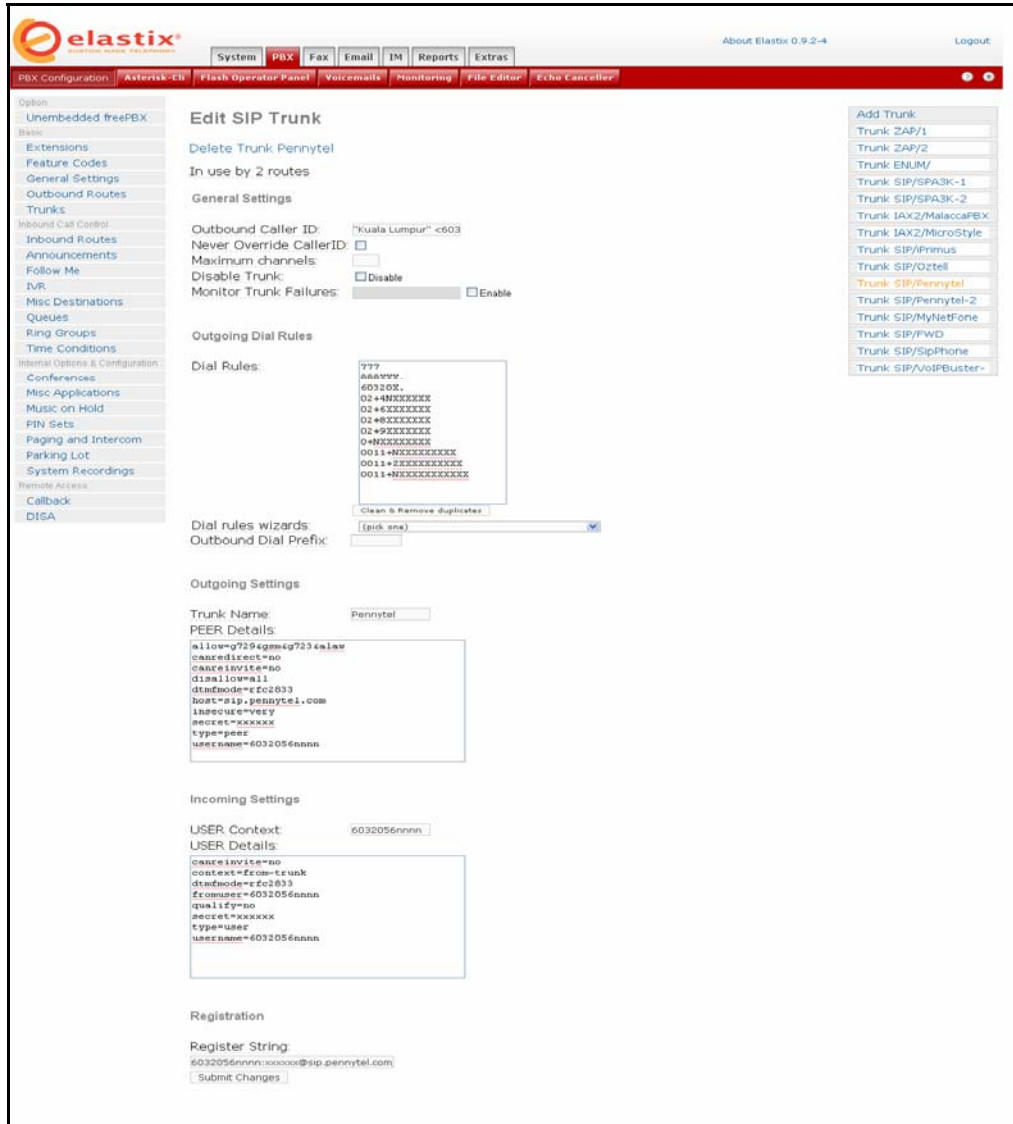 elastix
About Elastix 0.9.2-4
Logout
System PBX Fax Email IM Reports Extras
PBX Configuration Asterisk-Cli Flash Operator Panel Voicemails Monitoring File Editor Echo Canceller
Option
Unembedded freePBX
Basic
Extensions
Feature Codes
General Settings
Outbound Routes
Trunks
Inbound Call Control
Inbound Routes
Announcements
Follow Me
IVR
Misc Destinations
Queues
Ring Groups
Time Conditions
Internal Options & Configuration
Conferences
Misc Applications
Music on Hold
PIN Sets
Paging and Intercom
Parking Lot
System Recordings
Remote Access
Callback
DISA
Edit SIP Trunk
Delete Trunk Pennytel
In use by 2 routes
General Settings
Outbound Caller ID: "Kuala Lumpur" <603
Never Override CallerID:
Maximum channels:
Disable Trunk: Disable
Monitor Trunk Failures: Enable
Outgoing Dial Rules
Dial Rules:
777
60320X.
02+4NXXXXXX
02+6XXXXXXX
02+8XXXXXXX
02+9XXXXXXX
0+NXXXXXXXX
0011+NXXXXXXXXX
0011+2XXXXXXXXXX
0011+NXXXXXXXXXXX
Clean & Remove duplicates
Dial rules wizards: (pick one)
Outbound Dial Prefix:
Outgoing Settings
Trunk Name: Pennytel
PEER Details:
allow=g729&gsm&g723&alaw
canredirect=no
canreinvite=no
disallow=all
dtmfmode=rfc2833
host=sip.pennytel.com
insecure=very
secret=xxxxxx
type=peer
username=6032056nnnn
Incoming Settings
USER Context: 6032056nnnn
USER Details:
canreinvite=no
context=from-trunk
dtmfmode=rfc2833
fromuser=6032056nnnn
qualify=no
secret=xxxxxx
type=user
username=6032056nnnn
Registration
Register String:
6032056nnnn:xxxxxx@sip.pennytel.com
Submit Changes
Add Trunk
Trunk ZAP/1
Trunk ZAP/2
Trunk ENUM/
Trunk SIP/SPA3K-1
Trunk SIP/SPA3K-2
Trunk IAX2/MalaccaPBX
Trunk IAX2/MicroStyle
Trunk SIP/iPrimus
Trunk SIP/Oztell
Trunk SIP/Pennytel
Trunk SIP/Pennytel-2
Trunk SIP/MyNetFone
Trunk SIP/FWD
Trunk SIP/SipPhone
Trunk SIP/VoIPBuster-